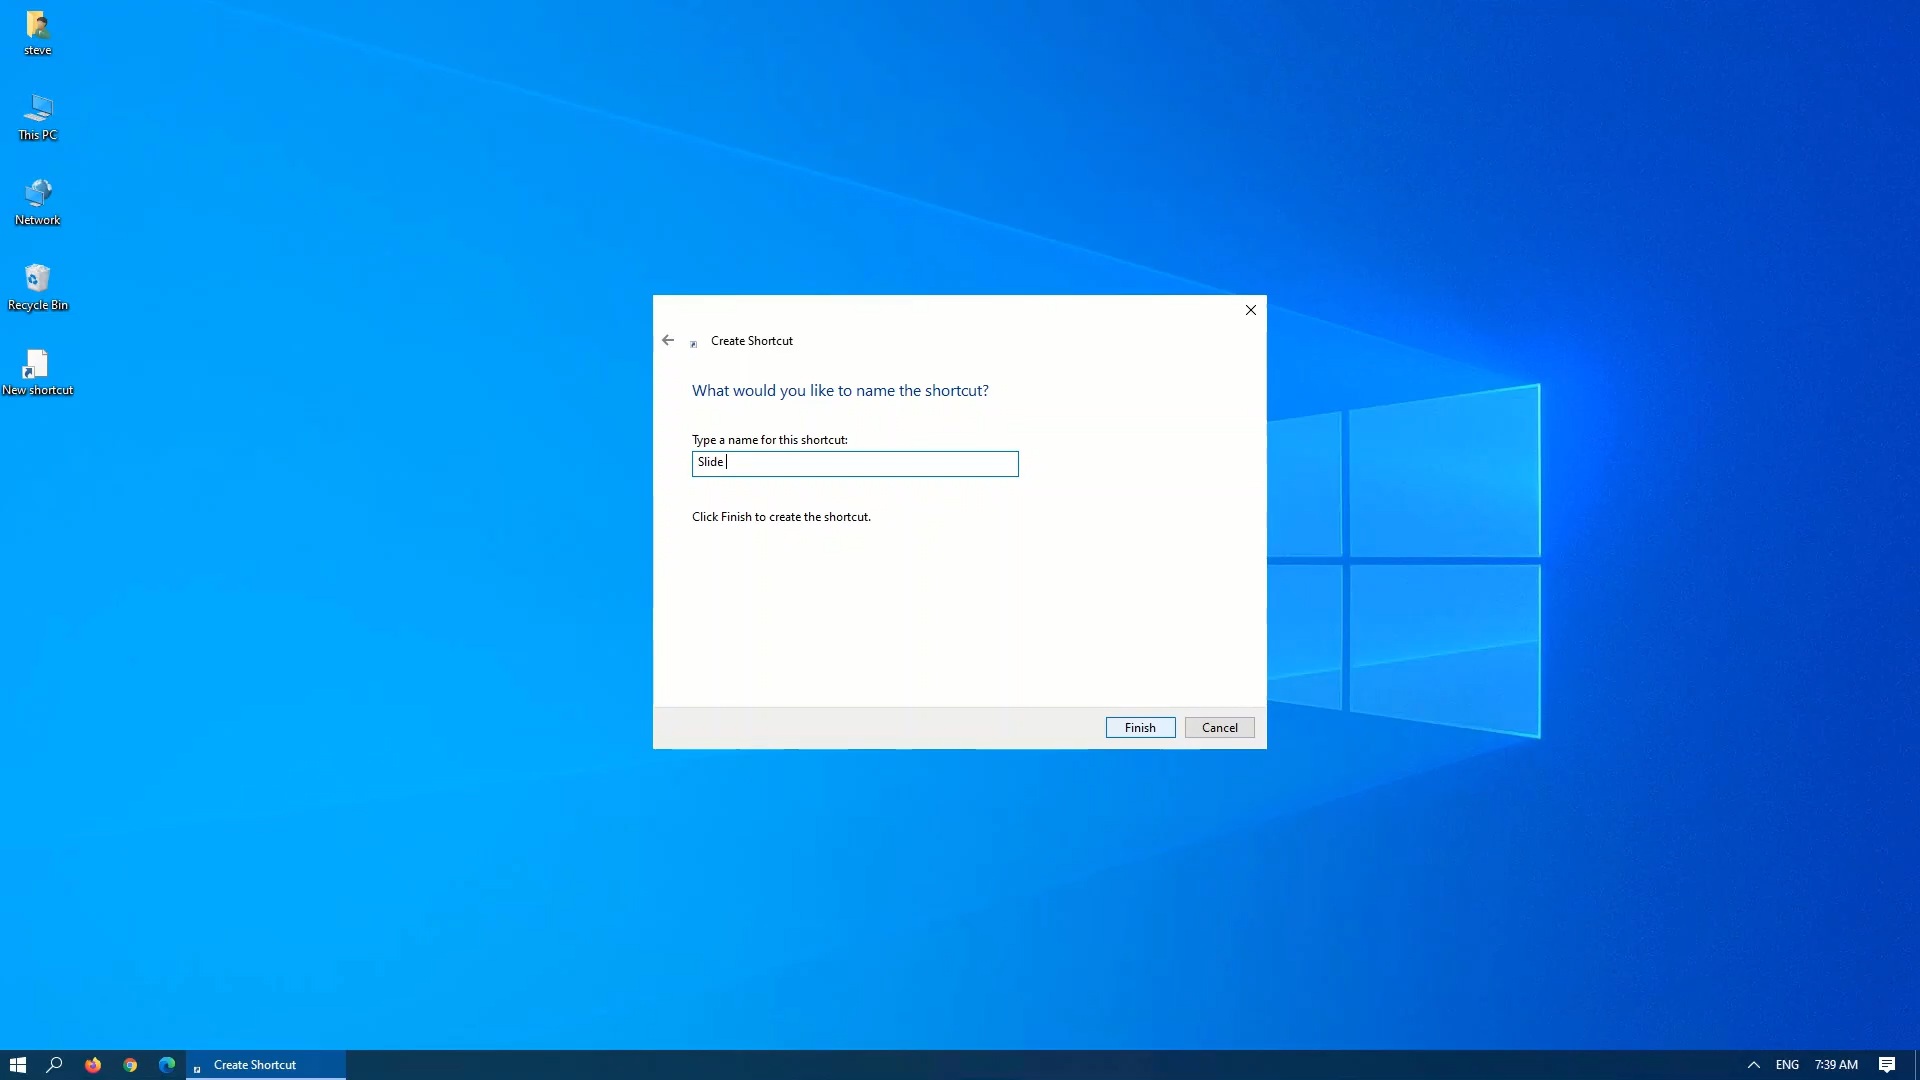 steve
This PC
Network
Recycle Bin
New shortcut
Create Shortcut
What would you like to name the shortcut?
Type a name for this shortcut:
Slide
Click Finish to create the shortcut.
Finish
Cancel
Create Shortcut
ENG
7:39 AM